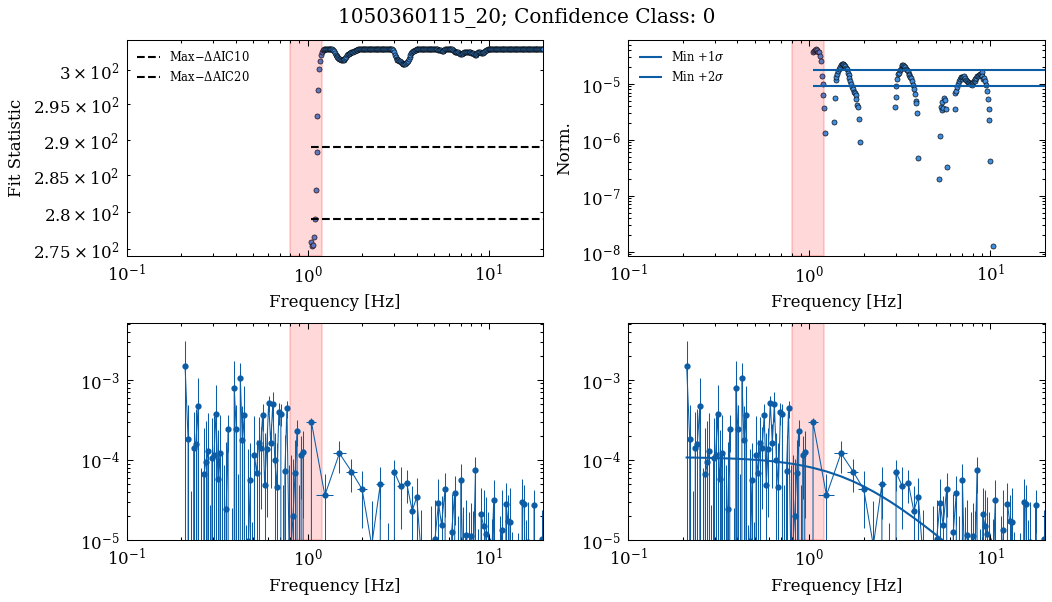 1050360115_20; Confidence Class: 0
Max−ΔAIC10
Max−ΔAIC20
3 × 10²
2.95 × 10²
2.9 × 10²
2.85 × 10²
2.8 × 10²
2.75 × 10²
Fit Statistic
10⁻¹ 10⁰ 10¹
Frequency [Hz]
Min +1σ
Min +2σ
10⁻⁵
10⁻⁶
10⁻⁷
10⁻⁸
Norm.
10⁻¹ 10⁰ 10¹
Frequency [Hz]
10⁻³
10⁻⁴
10⁻⁵
10⁻¹ 10⁰ 10¹
Frequency [Hz]
10⁻³
10⁻⁴
10⁻⁵
10⁻¹ 10⁰ 10¹
Frequency [Hz]